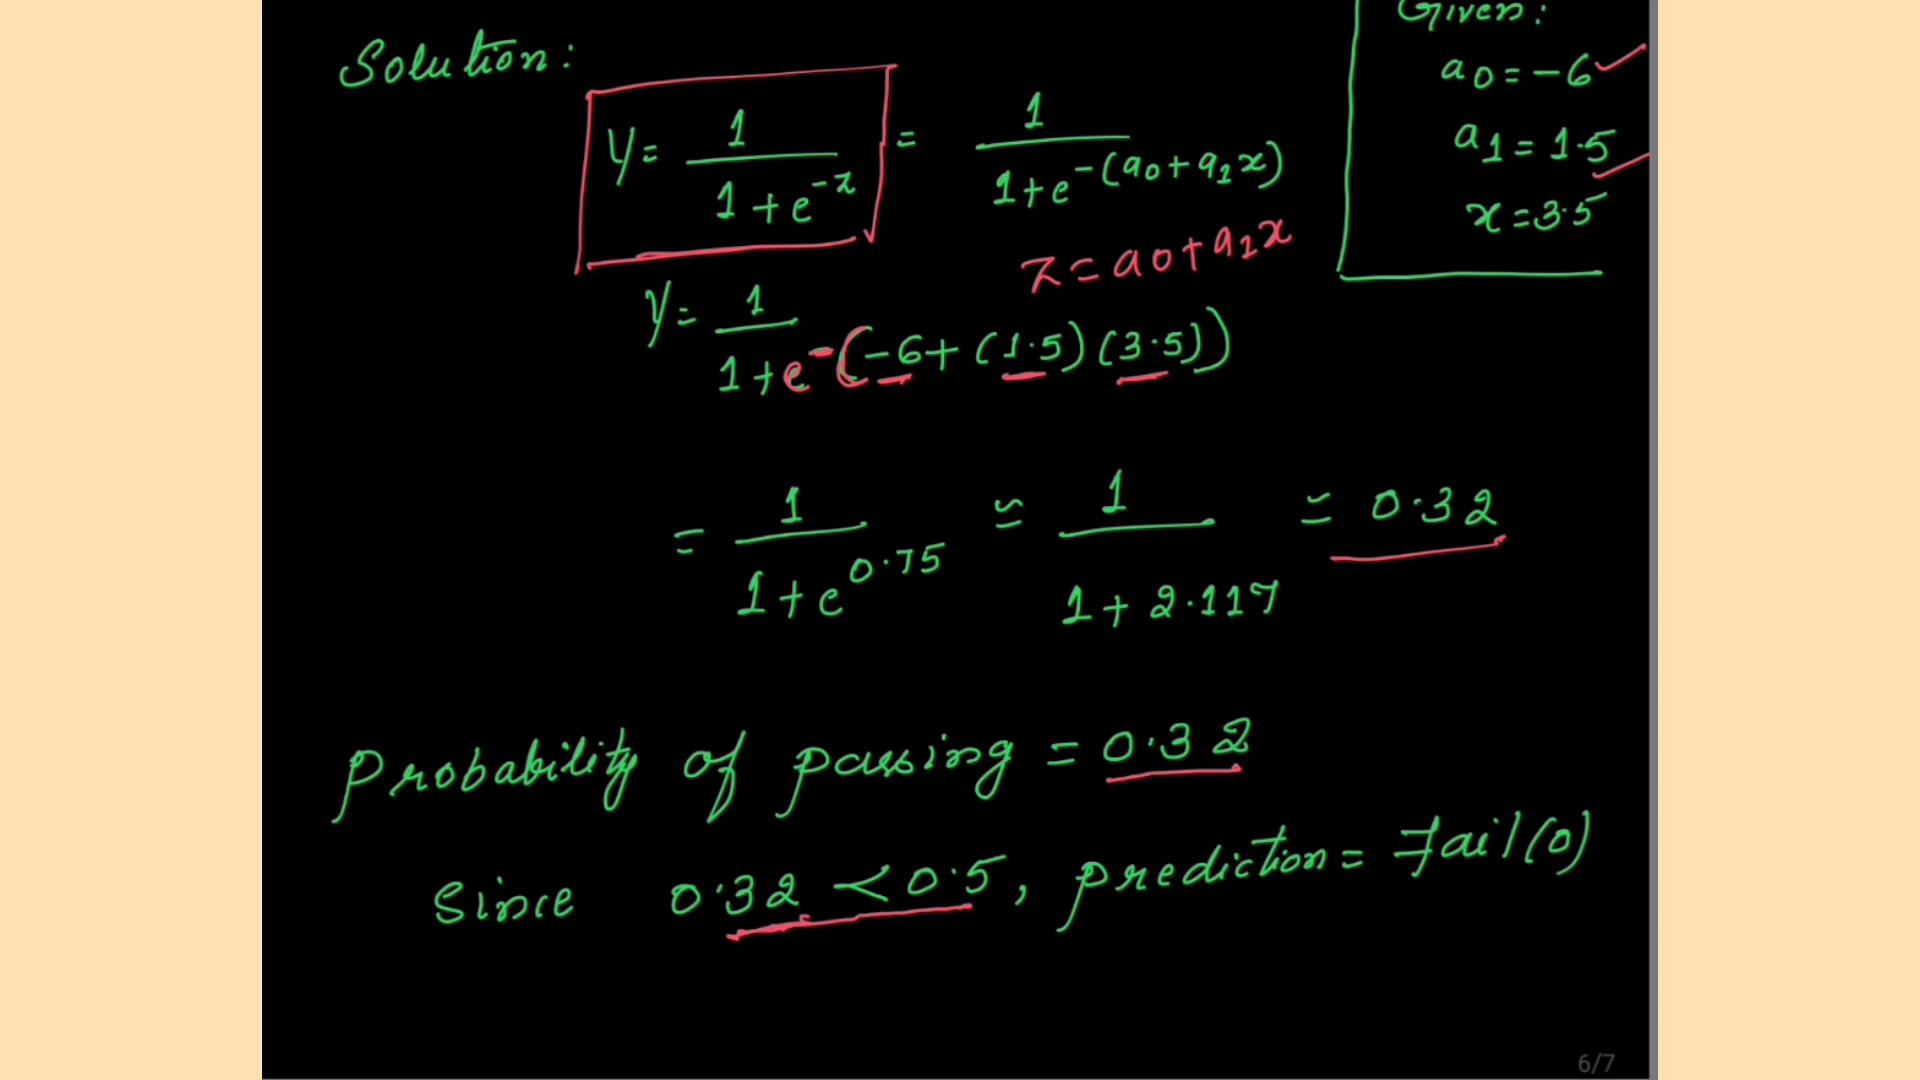 Given:
Solution:
a0 = -6
a1 = 1.5
x = 3.5
Y = 1 / (1 + e^-z) = 1 / (1 + e^-(a0 + a1x))
z = a0 + a1x
Y = 1 / (1 + e^-(-6 + (1.5)(3.5)))
= 1 / (1 + e^0.75) ≃ 1 / (1 + 2.117) ≃ 0.32
Probability of passing = 0.32
Since 0.32 < 0.5, prediction = Fail(0)
6/7